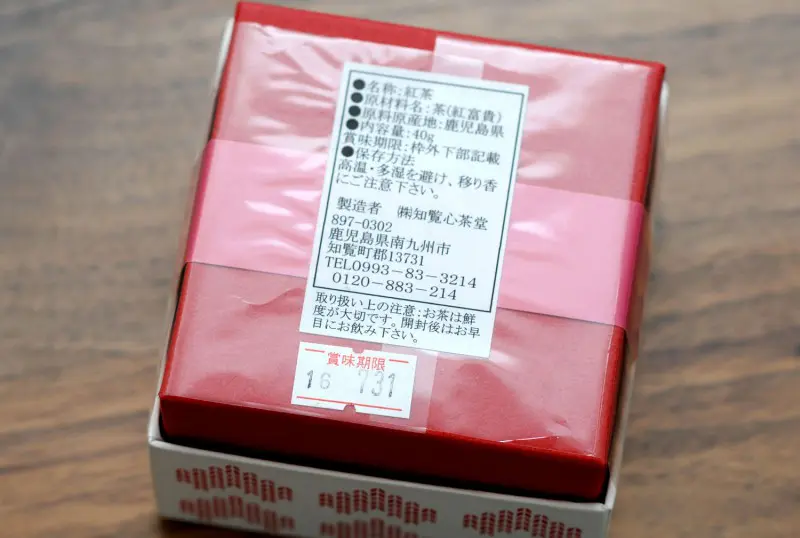 ●名称:紅茶
●原材料名:茶(紅富貴)
●原料原産地:鹿児島県
●内容量:40g
賞味期限:枠外下部記載
●保存方法
高温・多湿を避け、移り香
にご注意下さい。
製造者 ㈱知覧心茶堂
897-0302
鹿児島県南九州市
知覧町郡13731
TEL0993-83-3214
0120-883-214
取り扱い上の注意:お茶は鮮
度が大切です。開封後はお早
目にお飲み下さい。
賞味期限
16 731